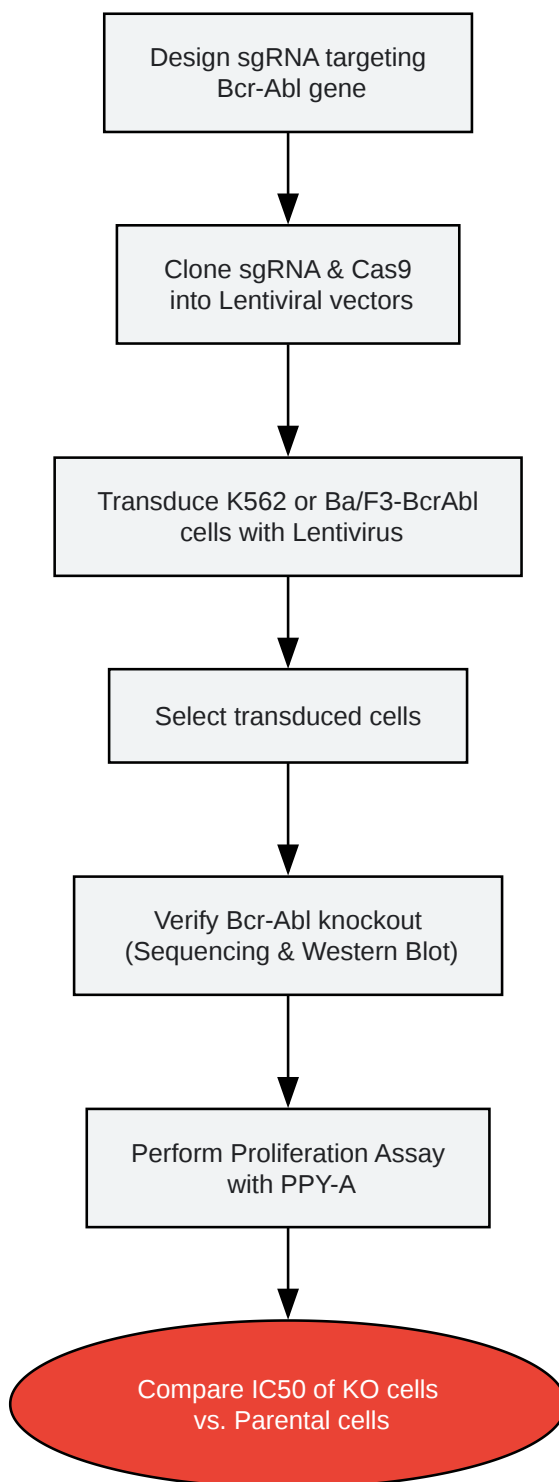 Design sgRNA targeting
Bcr-Abl gene
Clone sgRNA & Cas9
into Lentiviral vectors
Transduce K562 or Ba/F3-BcrAbl
cells with Lentivirus
Select transduced cells
Verify Bcr-Abl knockout
(Sequencing & Western Blot)
Perform Proliferation Assay
with PPY-A
Compare IC50 of KO cells
vs. Parental cells